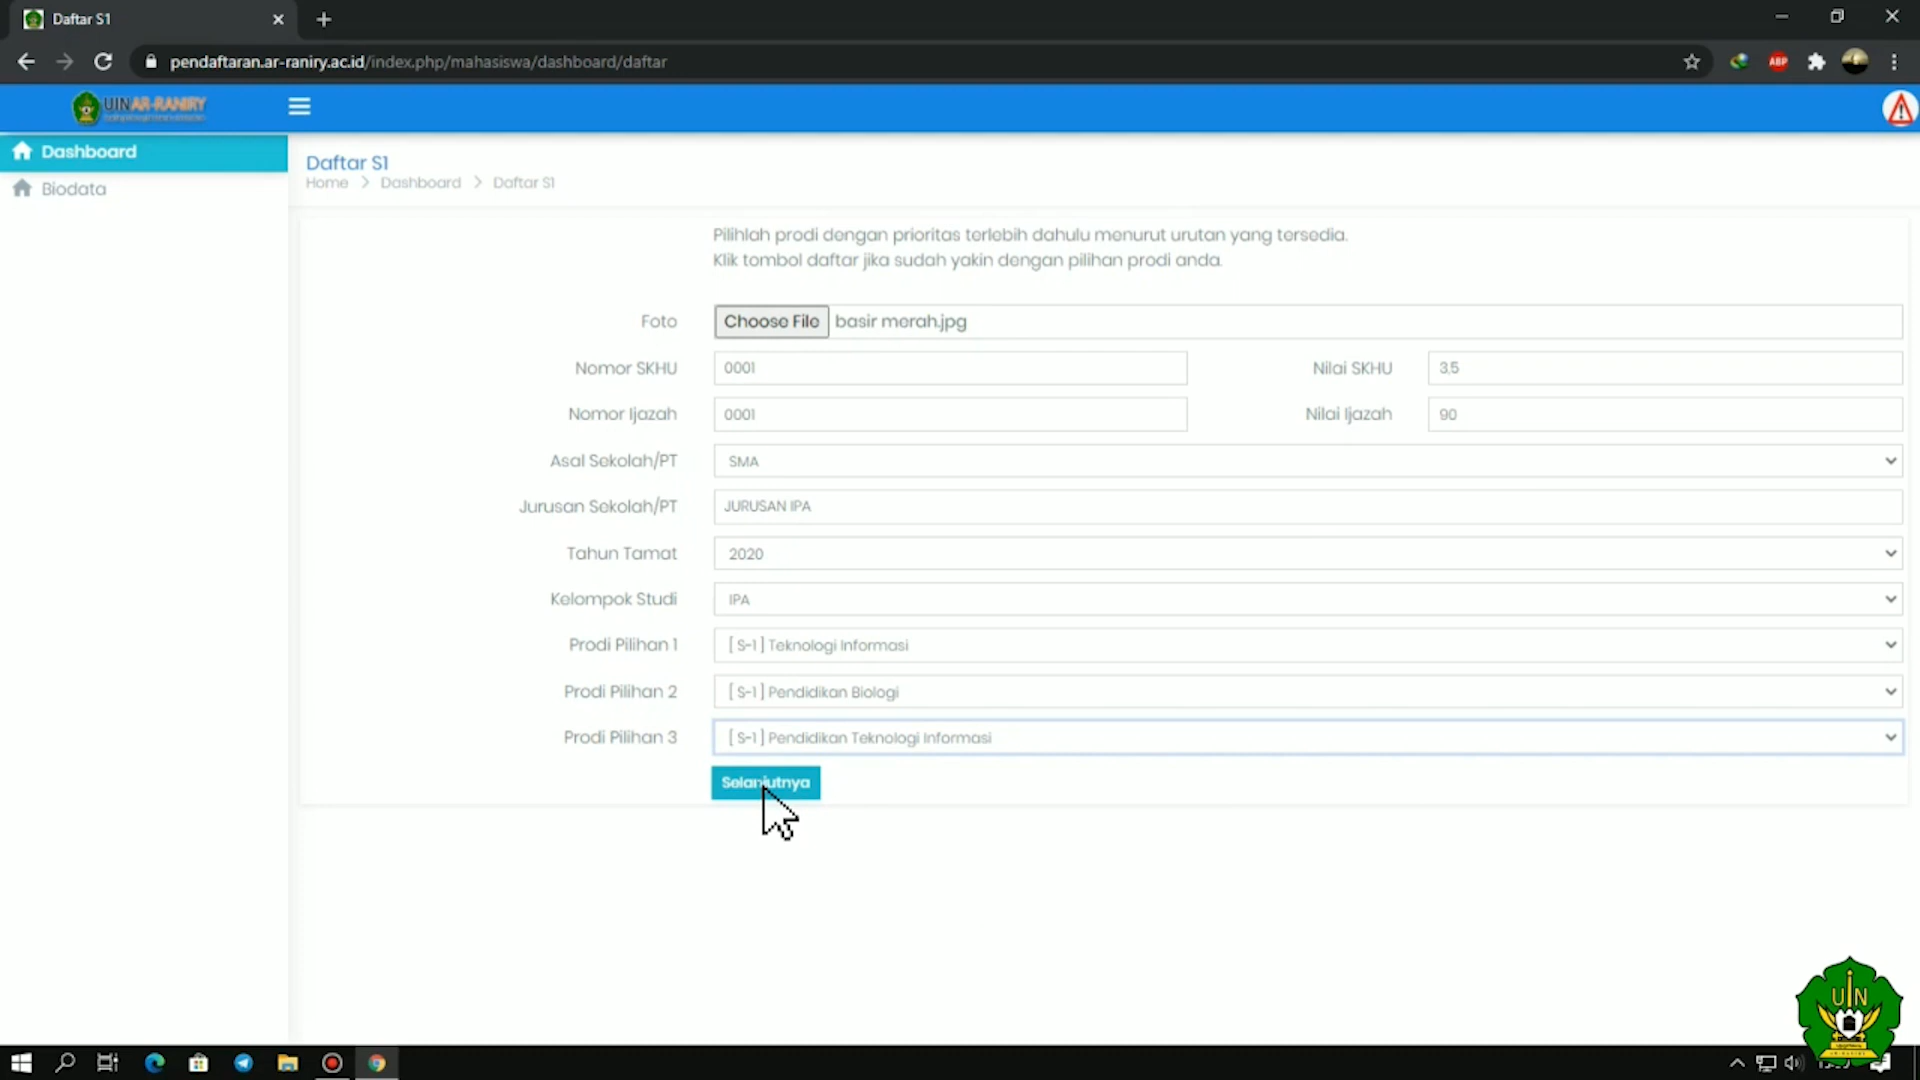 Daftar S1
pendaftaran.ar-raniry.ac.id/index.php/mahasiswa/dashboard/daftar
ABP
UIN AR-RANIRY
Dashboard
Biodata
Daftar S1
Home > Dashboard > Daftar S1
Pilihlah prodi dengan prioritas terlebih dahulu menurut urutan yang tersedia.
Klik tombol daftar jika sudah yakin dengan pilihan prodi anda.
Foto Choose File basir merah.jpg
Nomor SKHU 0001 Nilai SKHU 3,5
Nomor Ijazah 0001 Nilai Ijazah 90
Asal Sekolah/PT SMA
Jurusan Sekolah/PT JURUSAN IPA
Tahun Tamat 2020
Kelompok Studi IPA
Prodi Pilihan 1 [ S-1 ] Teknologi Informasi
Prodi Pilihan 2 [ S-1 ] Pendidikan Biologi
Prodi Pilihan 3 [ S-1 ] Pendidikan Teknologi Informasi
Selanjutnya
UIN